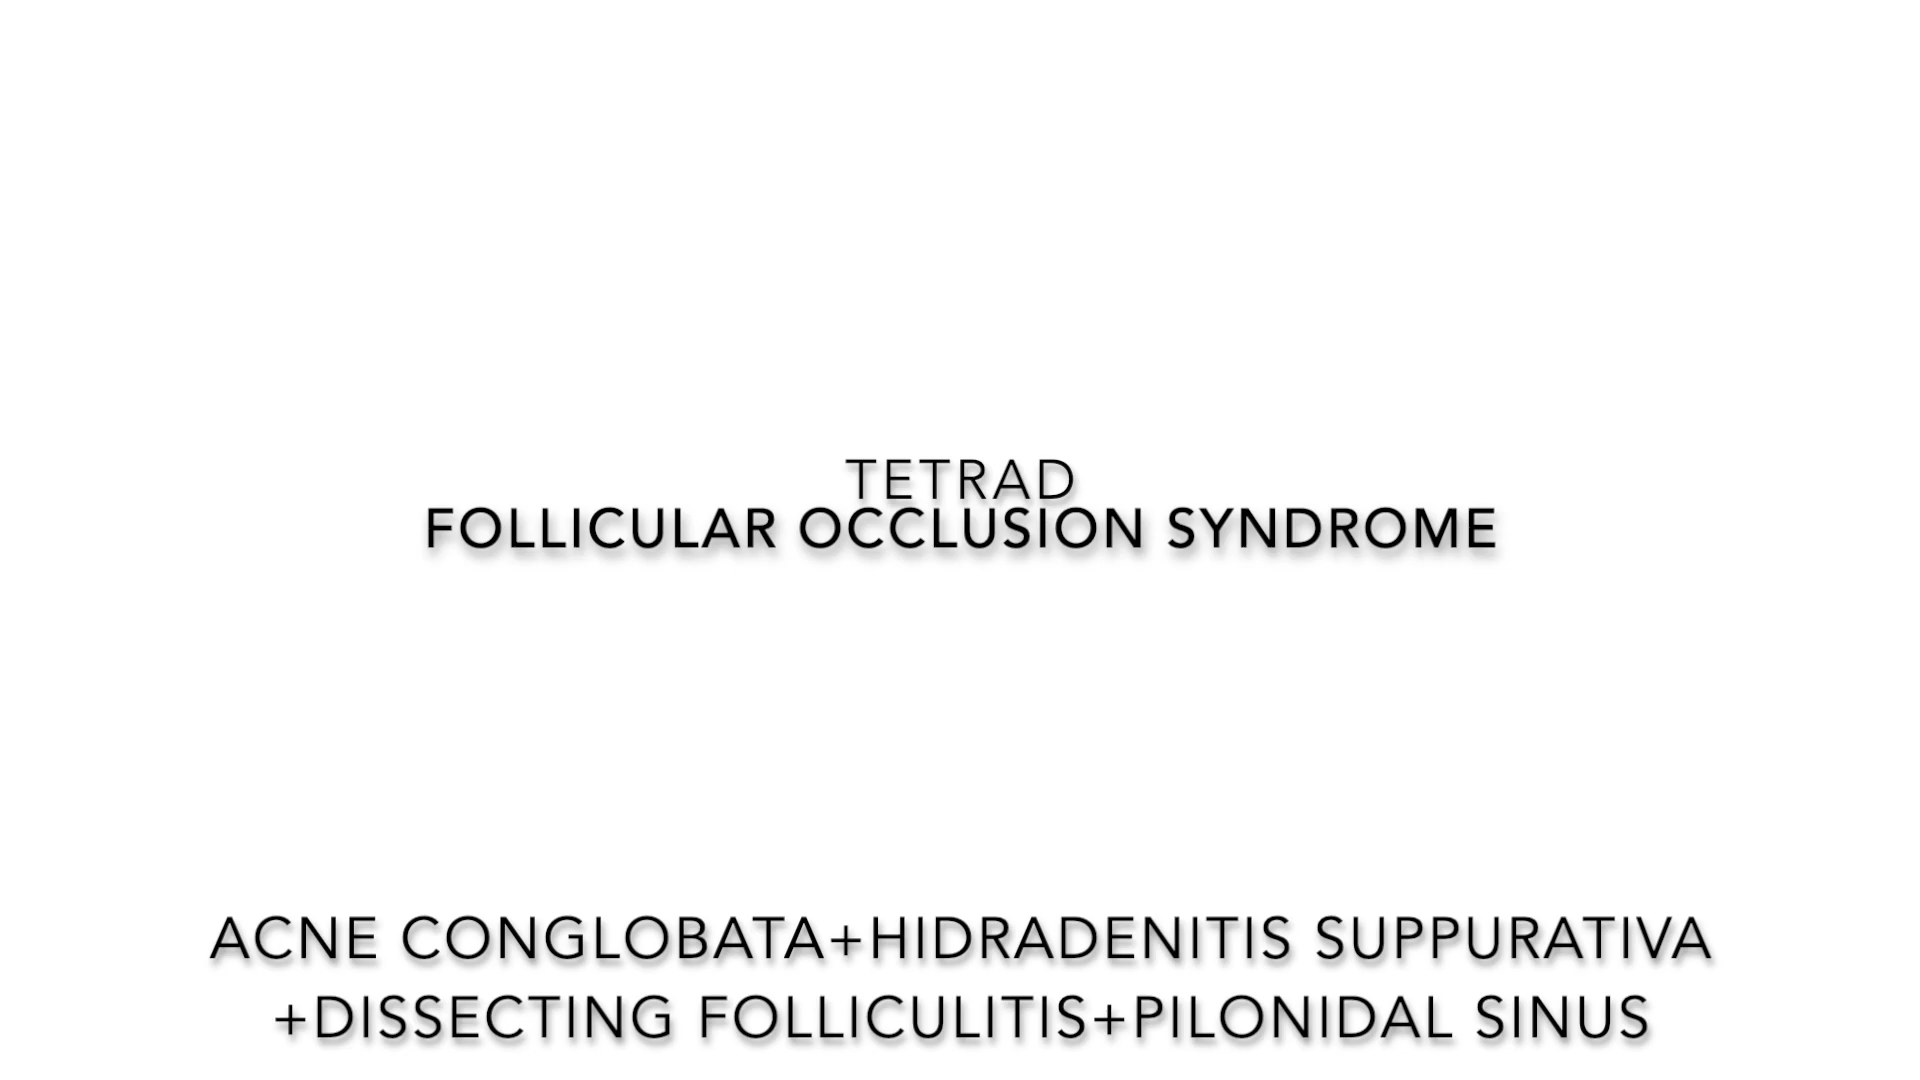 TETRAD
FOLLICULAR OCCLUSION SYNDROME
ACNE CONGLOBATA+HIDRADENITIS SUPPURATIVA
+DISSECTING FOLLICULITIS+PILONIDAL SINUS